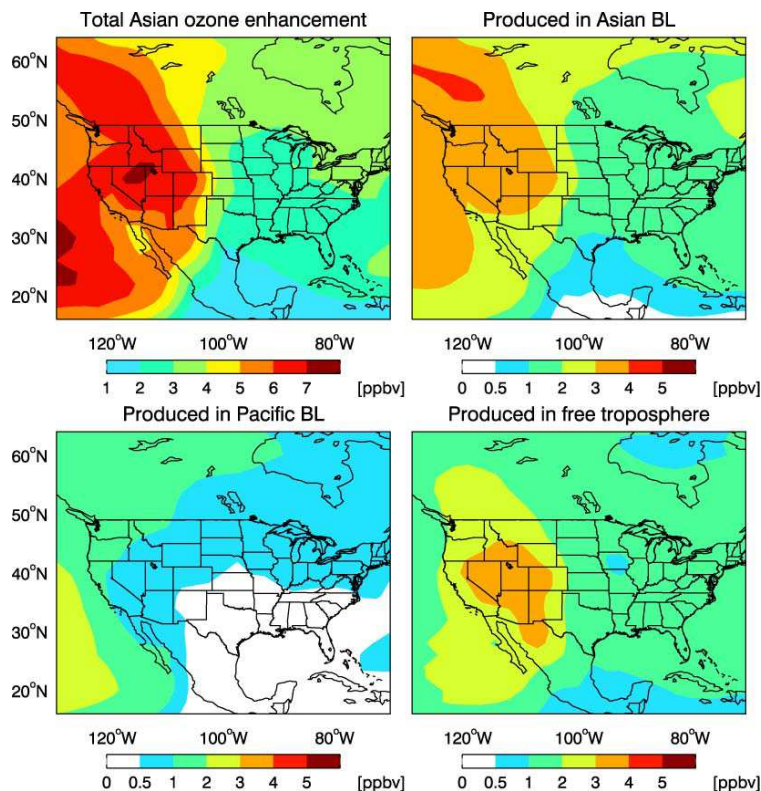 Total Asian ozone enhancement
Produced in Asian BL
60°N
50°N
40°N
30°N
20°N
120°W 100°W 80°W
120°W 100°W 80°W
1 2 3 4 5 6 7 [ppbv]
0 0.5 1 2 3 4 5 [ppbv]
Produced in Pacific BL
Produced in free troposphere
60°N
50°N
40°N
30°N
20°N
120°W 100°W 80°W
120°W 100°W 80°W
0 0.5 1 2 3 4 5 [ppbv]
0 0.5 1 2 3 4 5 [ppbv]